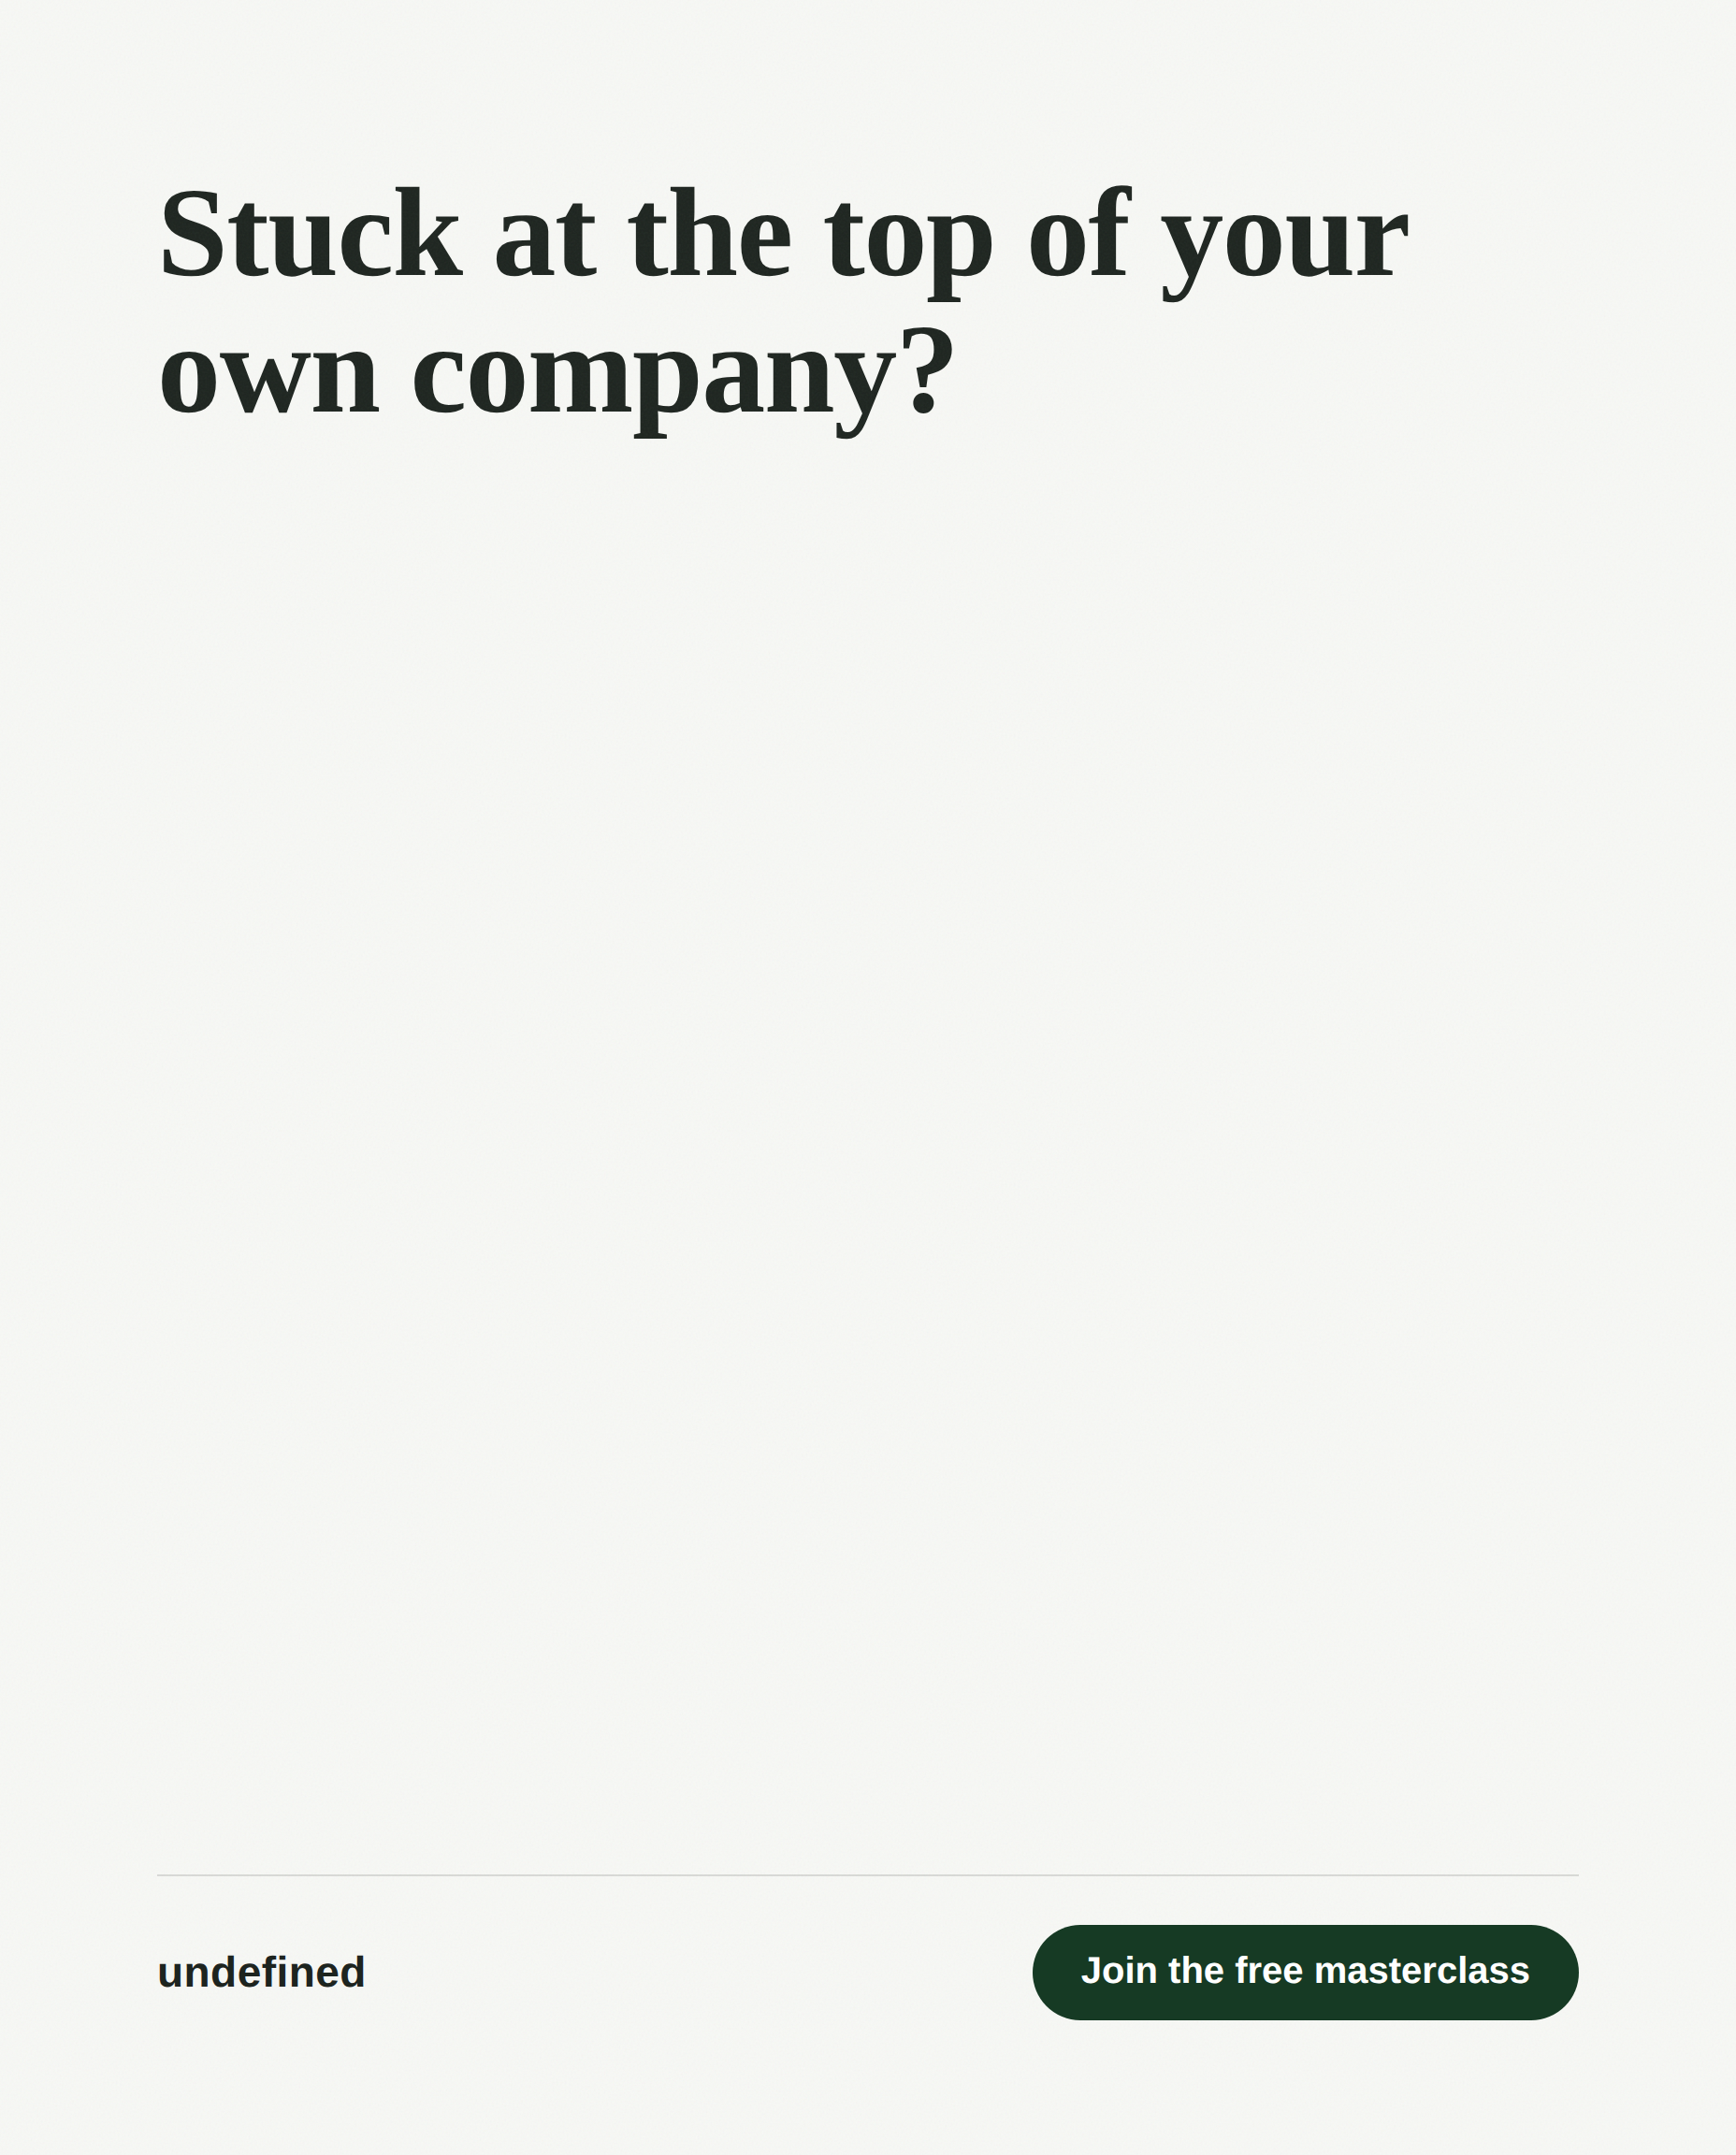 Stuck at the top of your
own company?
undefined
Join the free masterclass